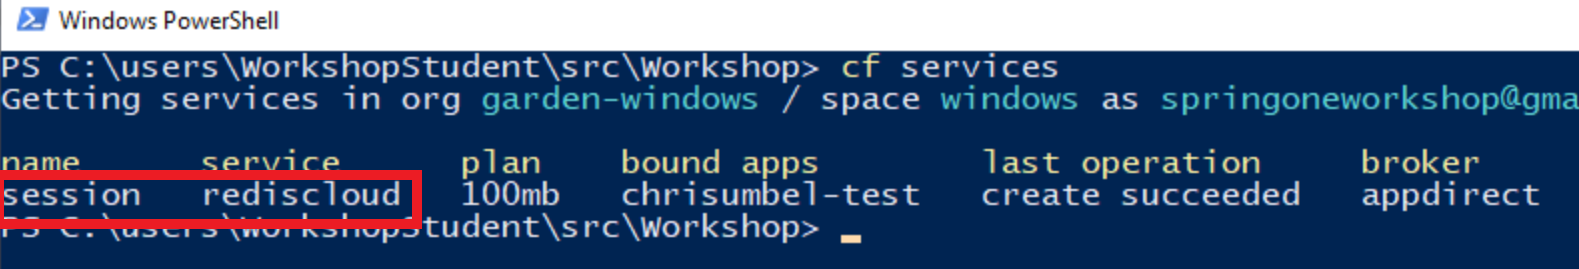 Windows PowerShell
PS C:\users\WorkshopStudent\src\Workshop> cf services
Getting services in org garden-windows / space windows as springoneworkshop@gma
name service plan bound apps last operation broker
session rediscloud 100mb chrisumbel-test create succeeded appdirect
PS C:\users\WorkshopStudent\src\Workshop>